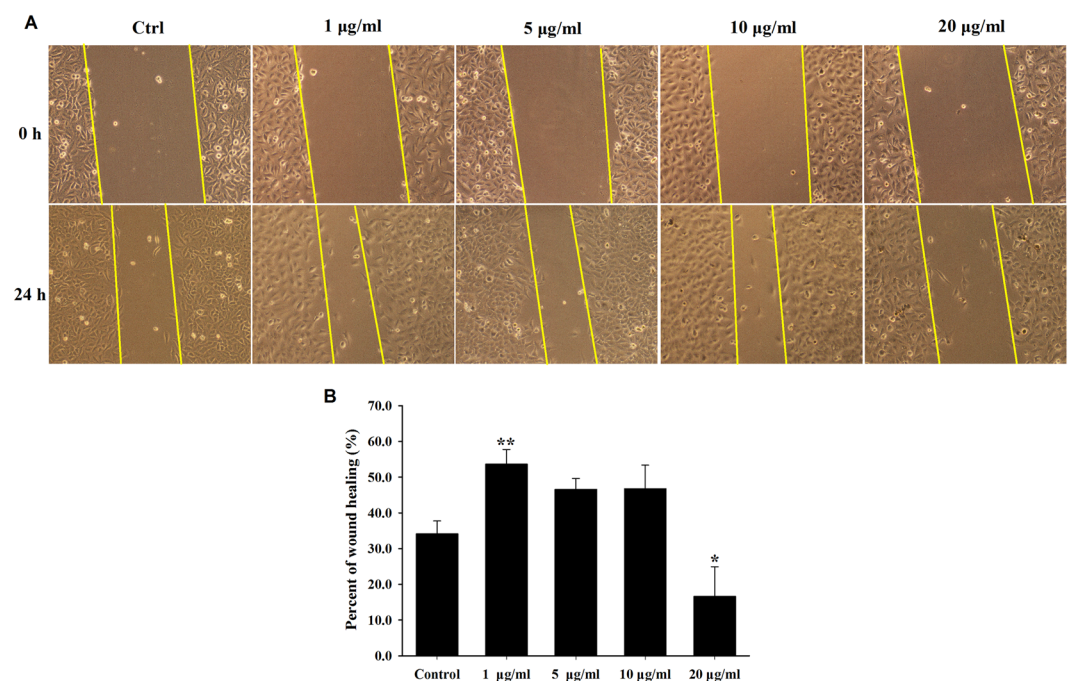 A
Ctrl 1 μg/ml 5 μg/ml 10 μg/ml 20 μg/ml
0 h
24 h
B
Percent of wound healing (%)
70.0
60.0
50.0
40.0
30.0
20.0
10.0
0.0
**
*
Control 1 μg/ml 5 μg/ml 10 μg/ml 20 μg/ml